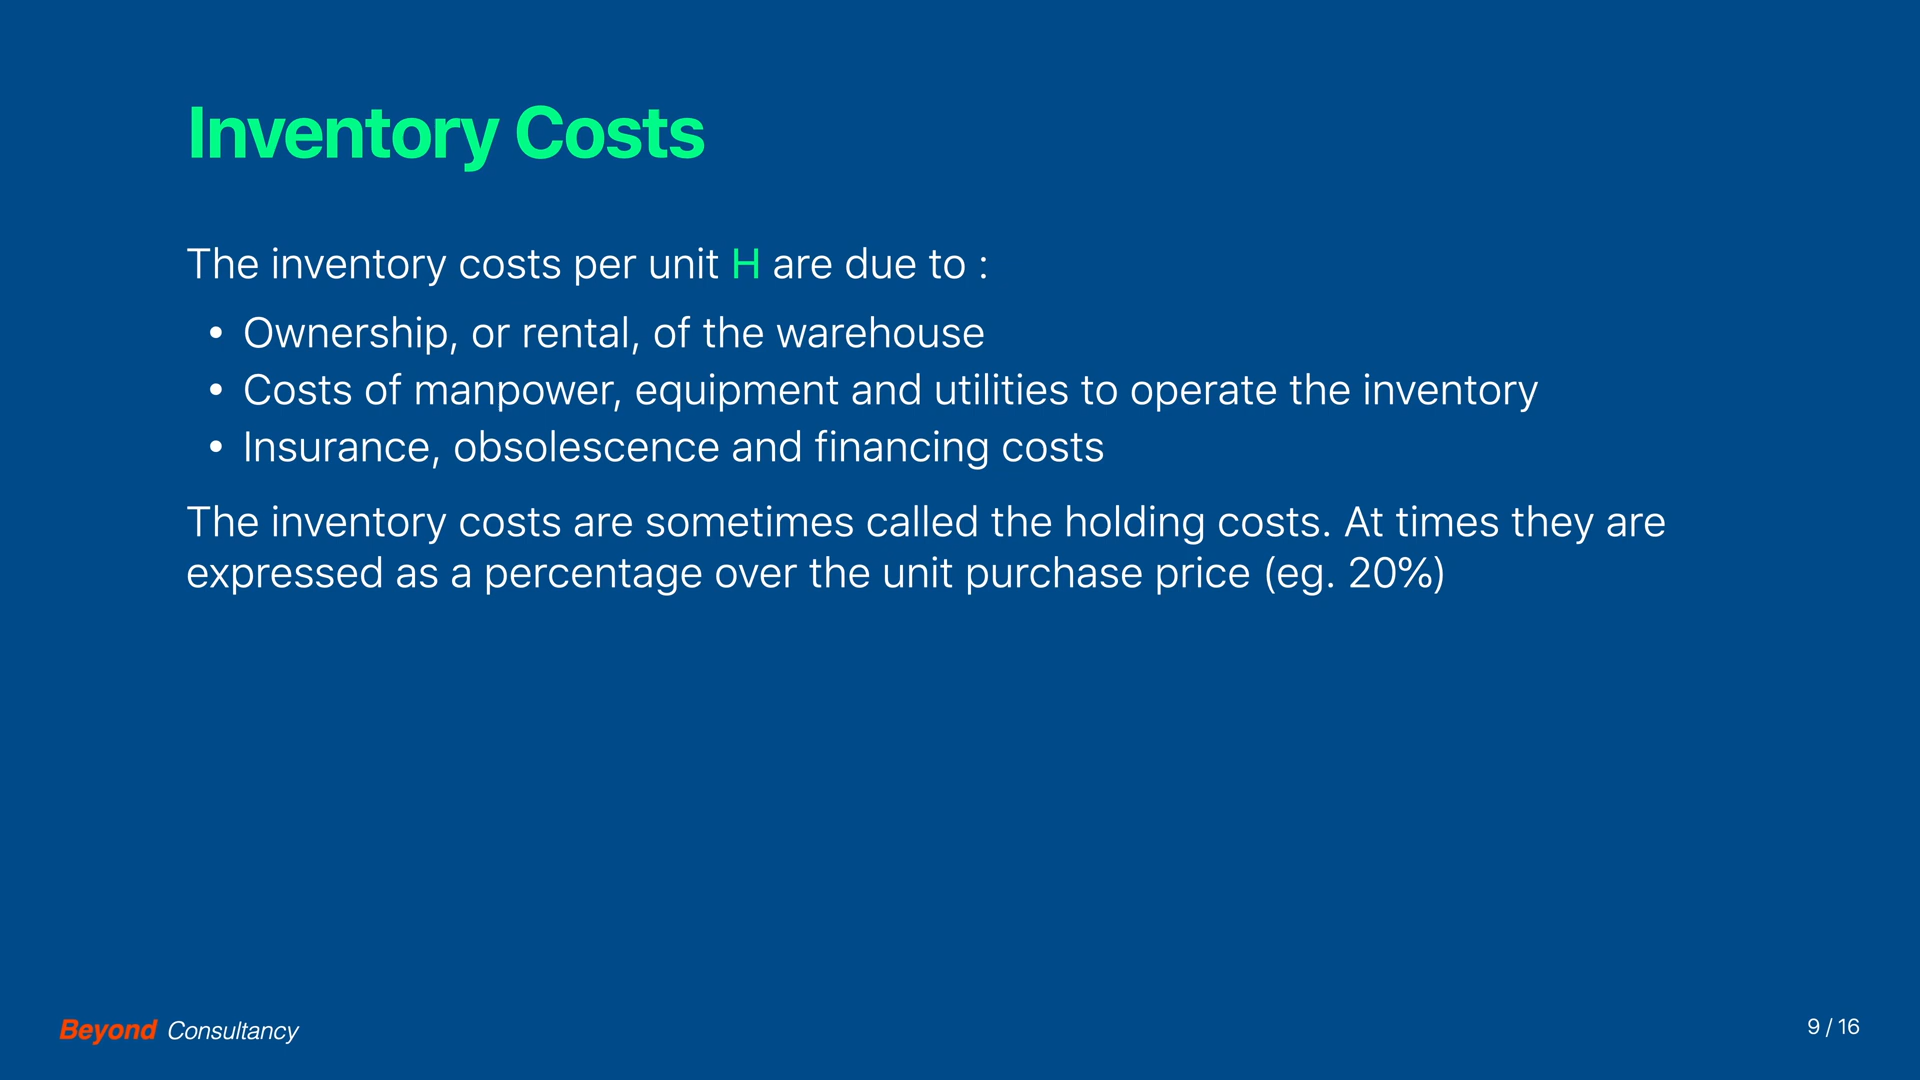 Inventory Costs
The inventory costs per unit H are due to :
• Ownership, or rental, of the warehouse
• Costs of manpower, equipment and utilities to operate the inventory
• Insurance, obsolescence and financing costs
The inventory costs are sometimes called the holding costs. At times they are
expressed as a percentage over the unit purchase price (eg. 20%)
Beyond Consultancy
9 / 16